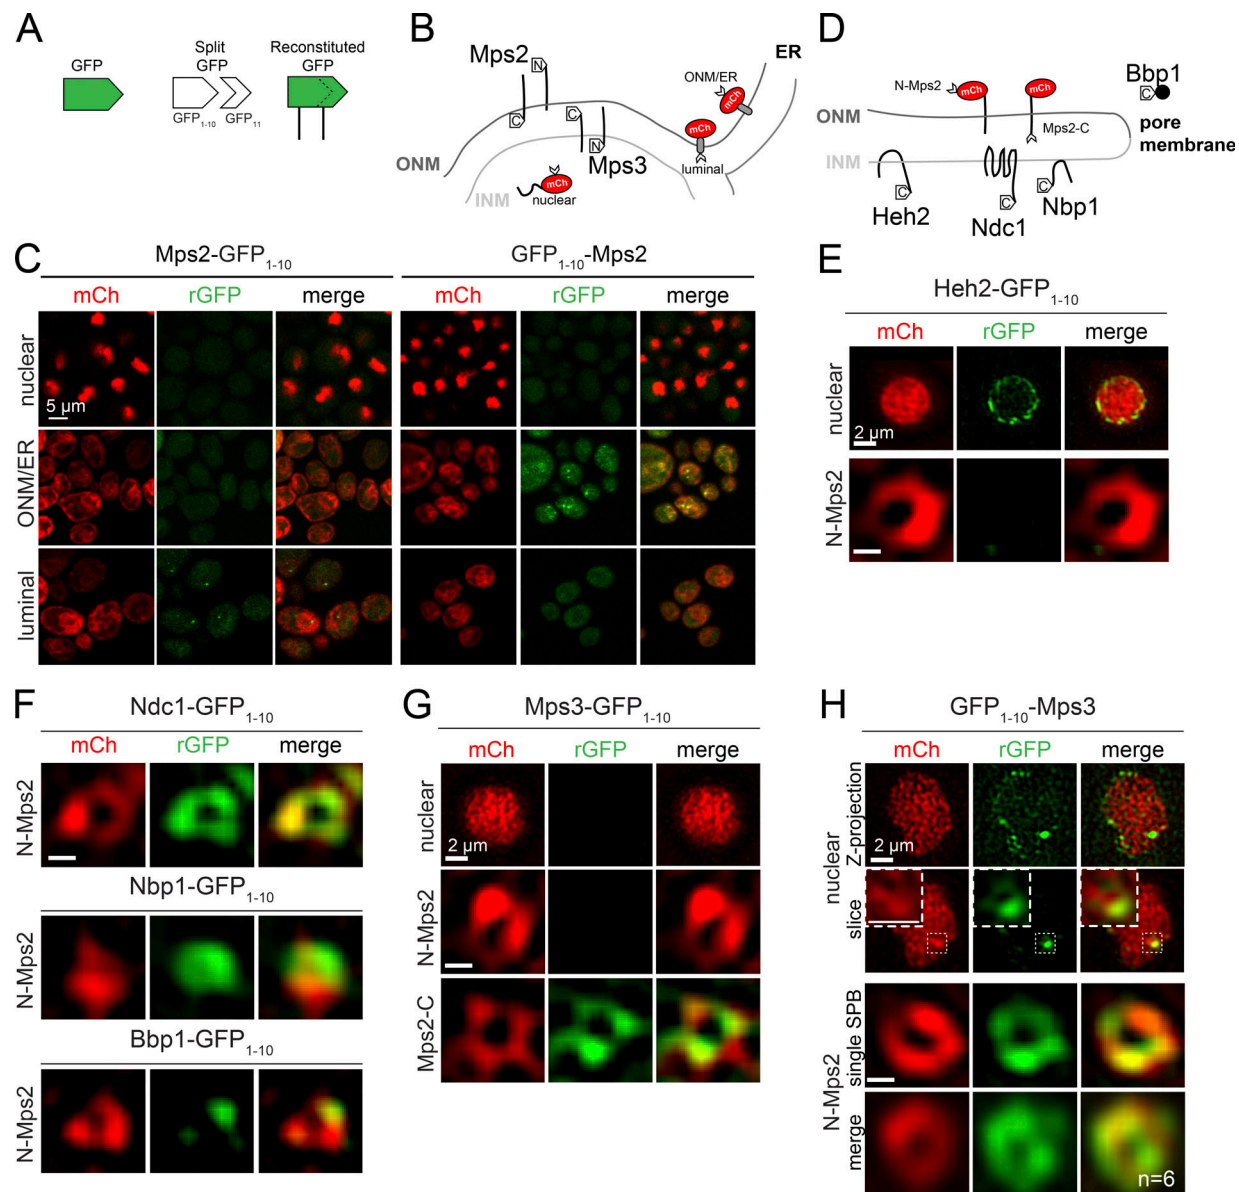 A
GFP
Split
GFP
GFP1-10
GFP11
Reconstituted
GFP
B
Mps2
N
C
C
N
Mps3
ONM
INM
mCh
nuclear
mCh
luminal
ONM/ER
mCh
ER
D
N-Mps2
mCh
mCh
Mps2-C
Bbp1
C
ONM
INM
pore
membrane
C
Heh2
C
Ndc1
C
Nbp1
C
Mps2-GFP1-10
GFP1-10-Mps2
mCh rGFP merge mCh rGFP merge
nuclear
5 µm
ONM/ER
luminal
E
Heh2-GFP1-10
mCh rGFP merge
nuclear
2 µm
N-Mps2
F
Ndc1-GFP1-10
mCh rGFP merge
N-Mps2
Nbp1-GFP1-10
N-Mps2
Bbp1-GFP1-10
N-Mps2
G
Mps3-GFP1-10
mCh rGFP merge
nuclear
2 µm
N-Mps2
Mps2-C
H
GFP1-10-Mps3
mCh rGFP merge
nuclear
Z-projection
2 µm
slice
N-Mps2
single SPB
merge
n=6